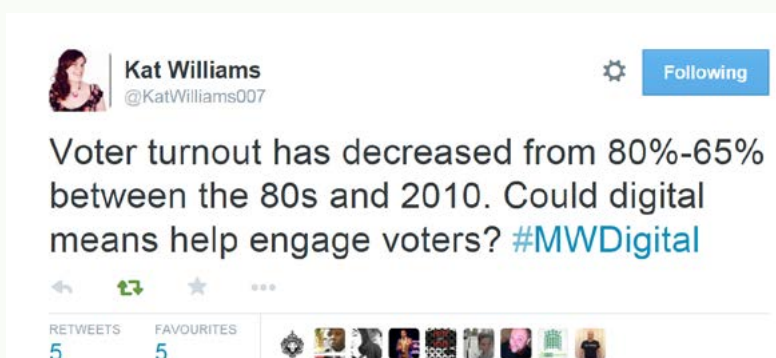 Kat Williams
@KatWilliams007
Following
Voter turnout has decreased from 80%-65%
between the 80s and 2010. Could digital
means help engage voters? #MWDigital
RETWEETS FAVOURITES
5 5